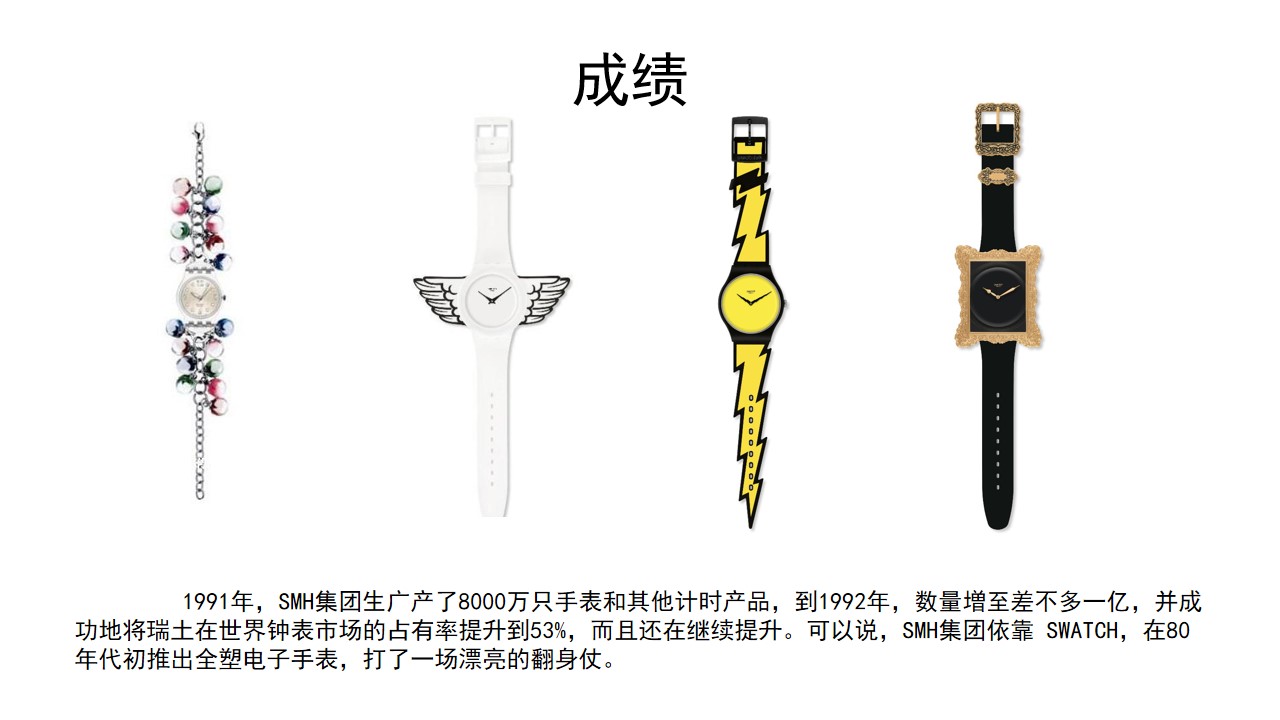 成绩
1991年，SMH集团生广产了8000万只手表和其他计时产品，到1992年，数量增至差不多一亿，并成
功地将瑞土在世界钟表市场的占有率提升到53%，而且还在继续提升。可以说，SMH集团依靠 SWATCH，在80
年代初推出全塑电子手表，打了一场漂亮的翻身仗。